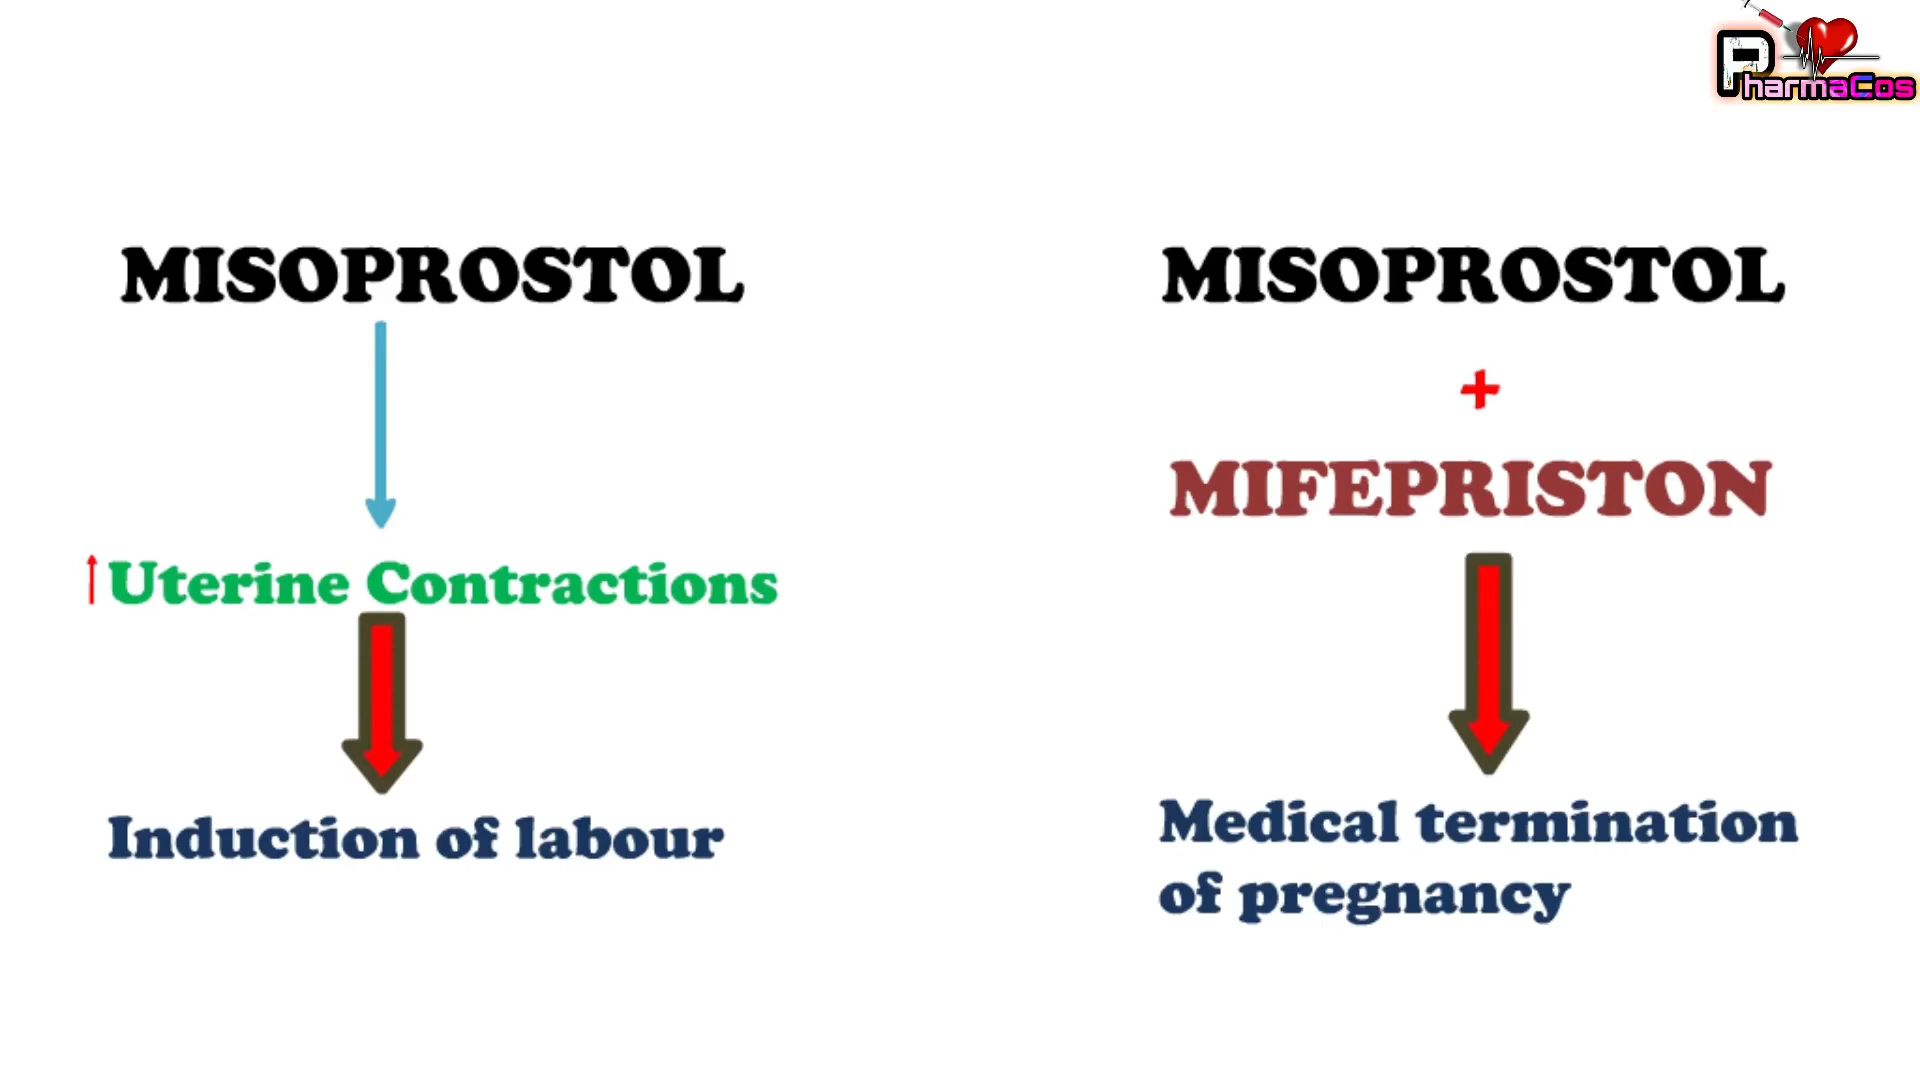 PharmaCos
MISOPROSTOL
↑Uterine Contractions
Induction of labour
MISOPROSTOL
+
MIFEPRISTON
Medical termination
of pregnancy